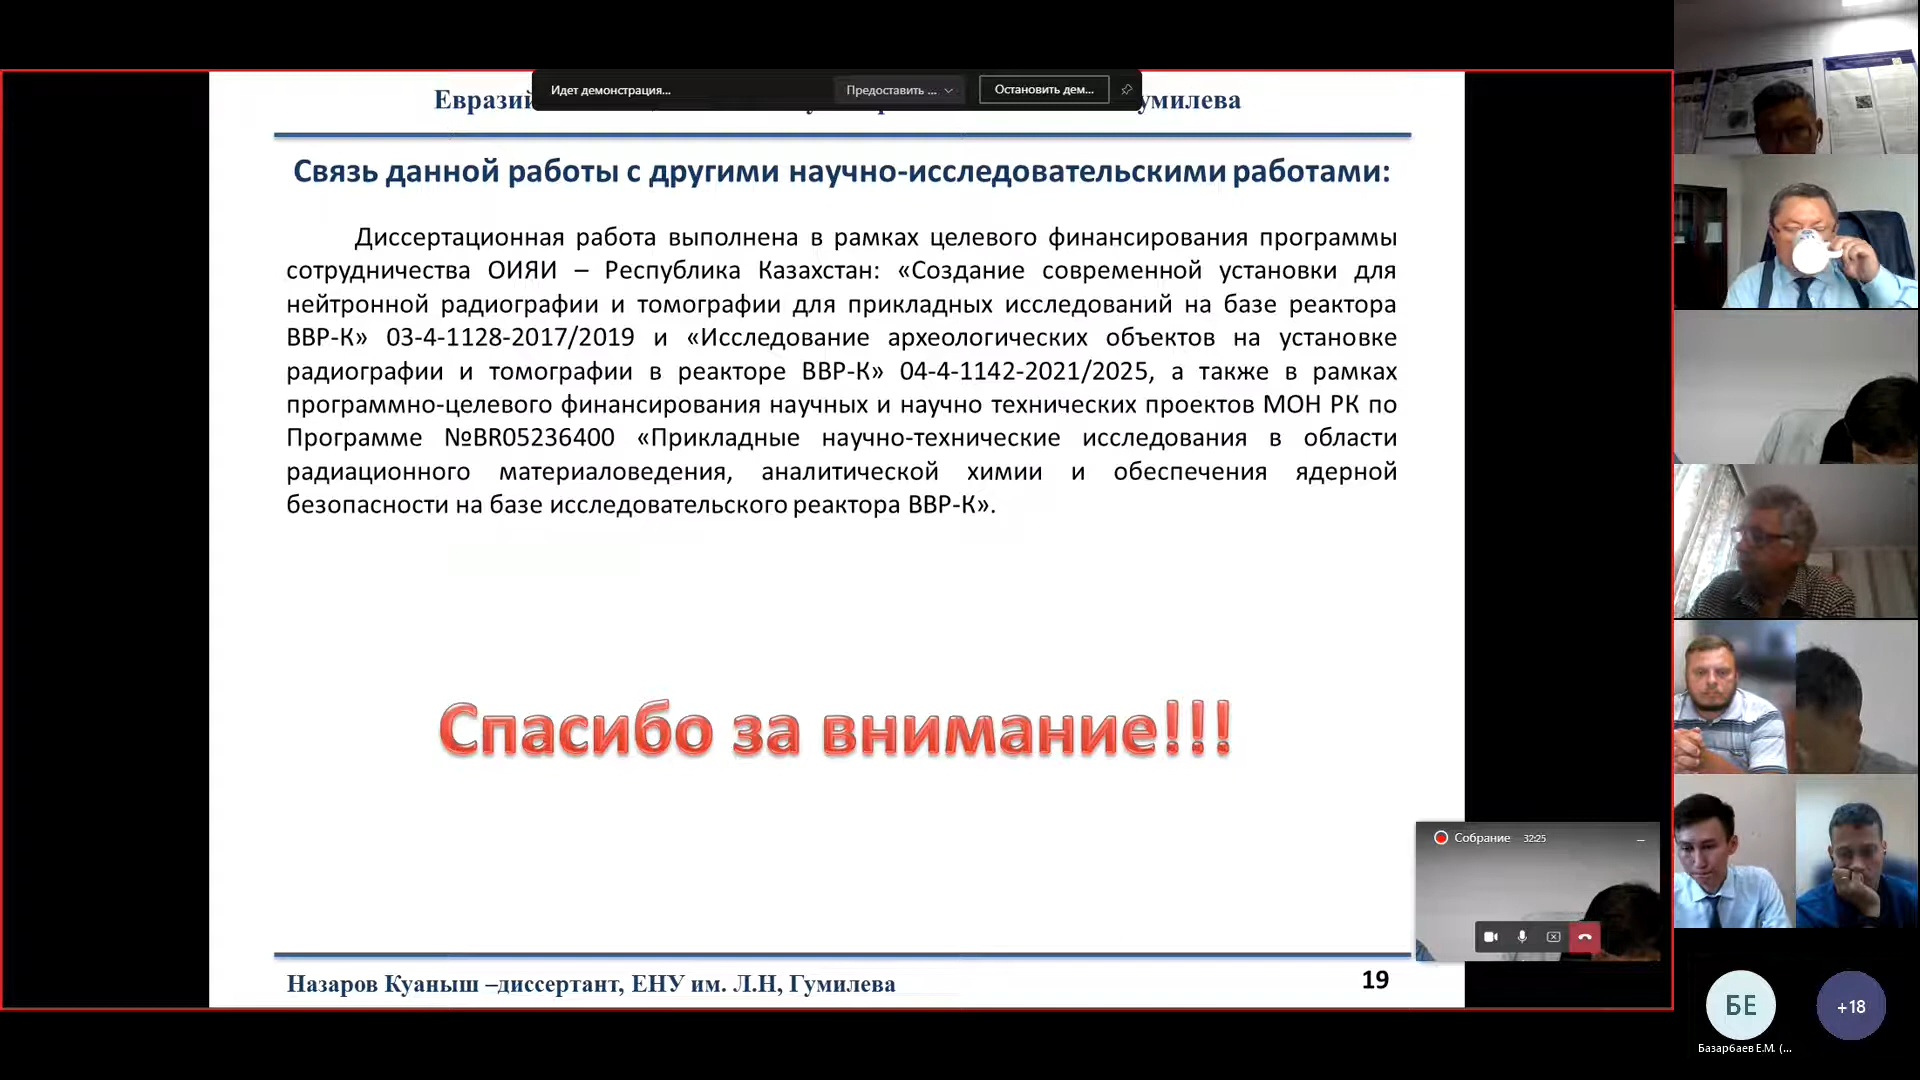 Идет демонстрация...
Предоставить ...
Остановить дем...
Связь данной работы с другими научно-исследовательскими работами:
Диссертационная работа выполнена в рамках целевого финансирования программы
сотрудничества ОИЯИ – Республика Казахстан: «Создание современной установки для
нейтронной радиографии и томографии для прикладных исследований на базе реактора
ВВР-К» 03-4-1128-2017/2019 и «Исследование археологических объектов на установке
радиографии и томографии в реакторе ВВР-К» 04-4-1142-2021/2025, а также в рамках
программно-целевого финансирования научных и научно технических проектов МОН РК по
Программе №BR05236400 «Прикладные научно-технические исследования в области
радиационного материаловедения, аналитической химии и обеспечения ядерной
безопасности на базе исследовательского реактора ВВР-К».
Спасибо за внимание!!!
Собрание 32:25
Назаров Куаныш –диссертант, ЕНУ им. Л.Н, Гумилева
19
БЕ
+18
Базарбаев Е.М. (...